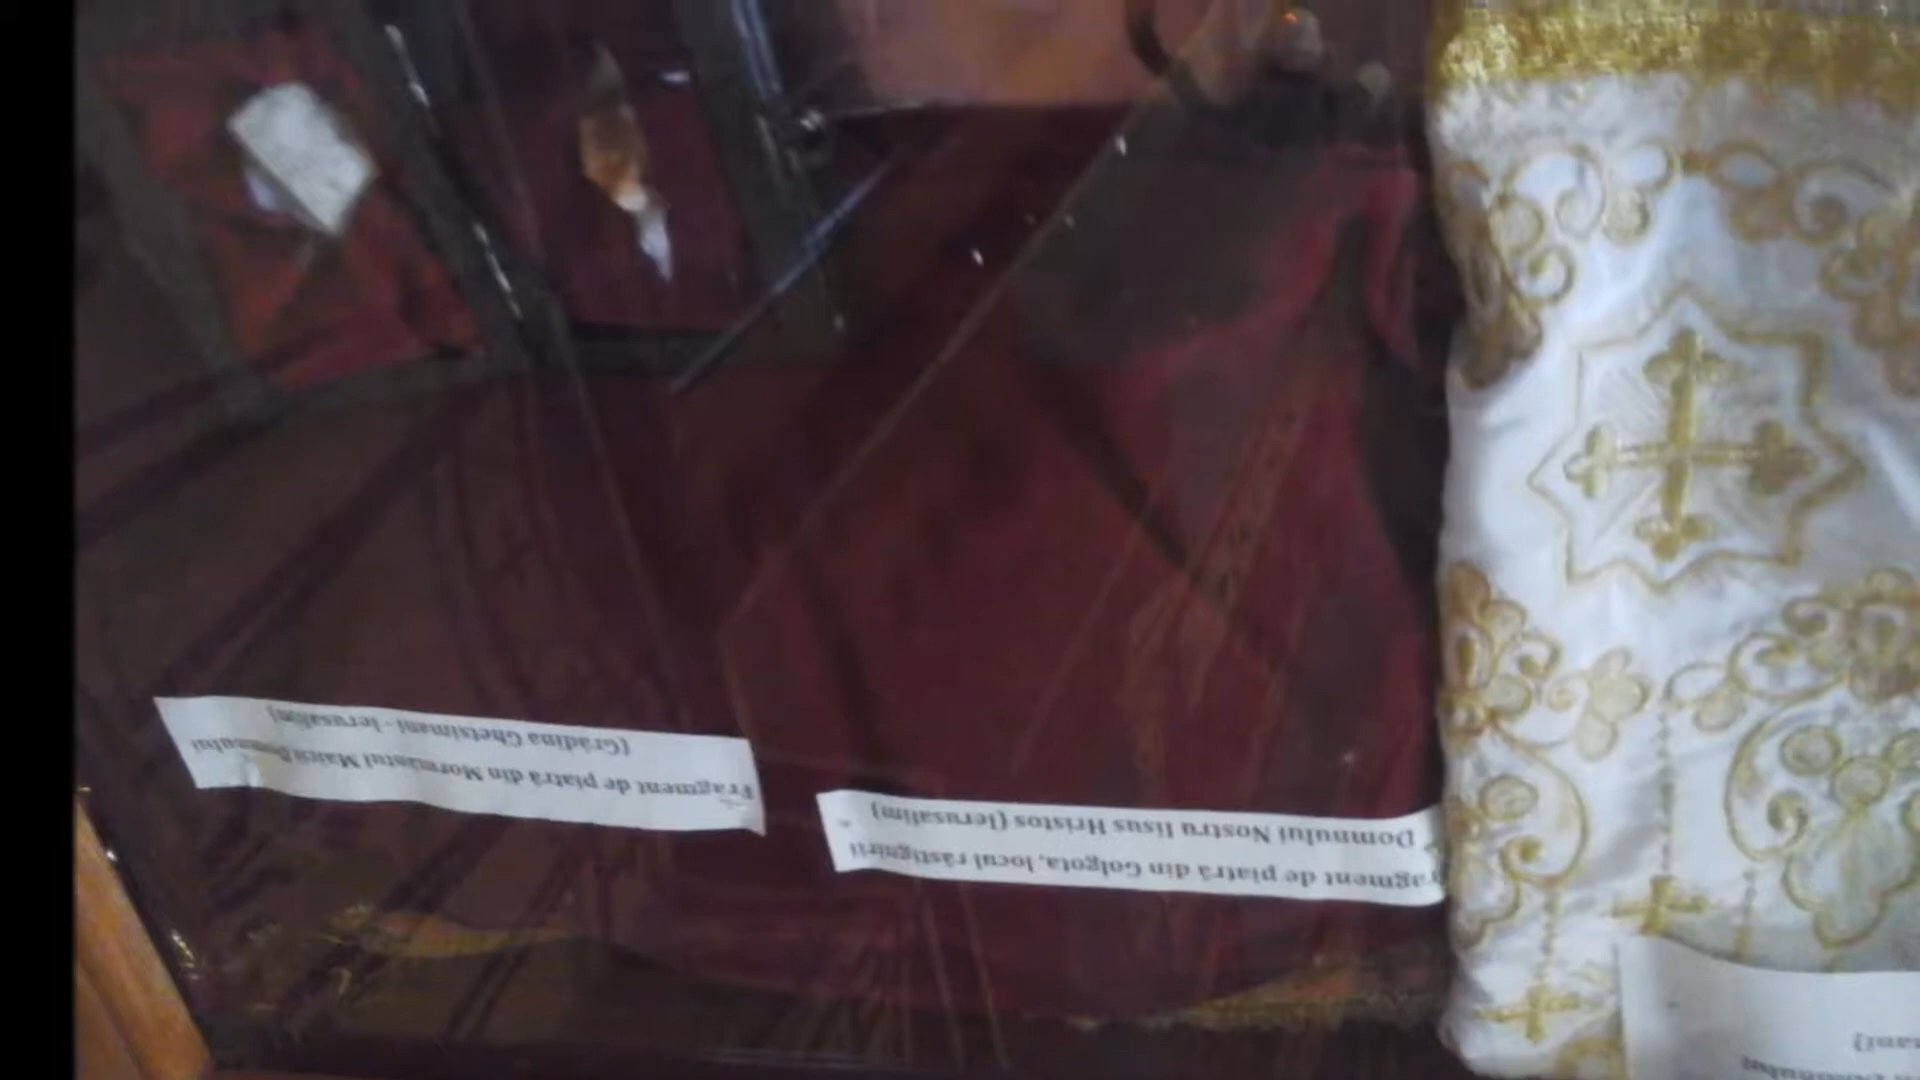 Fragment de piatră din Mormântul Maicii Domnului
(Grădina Ghetsimani - Ierusalim)
ragment de piatră din Golgota, locul răstignirii
Domnului Nostru Iisus Hristos (Ierusalim)